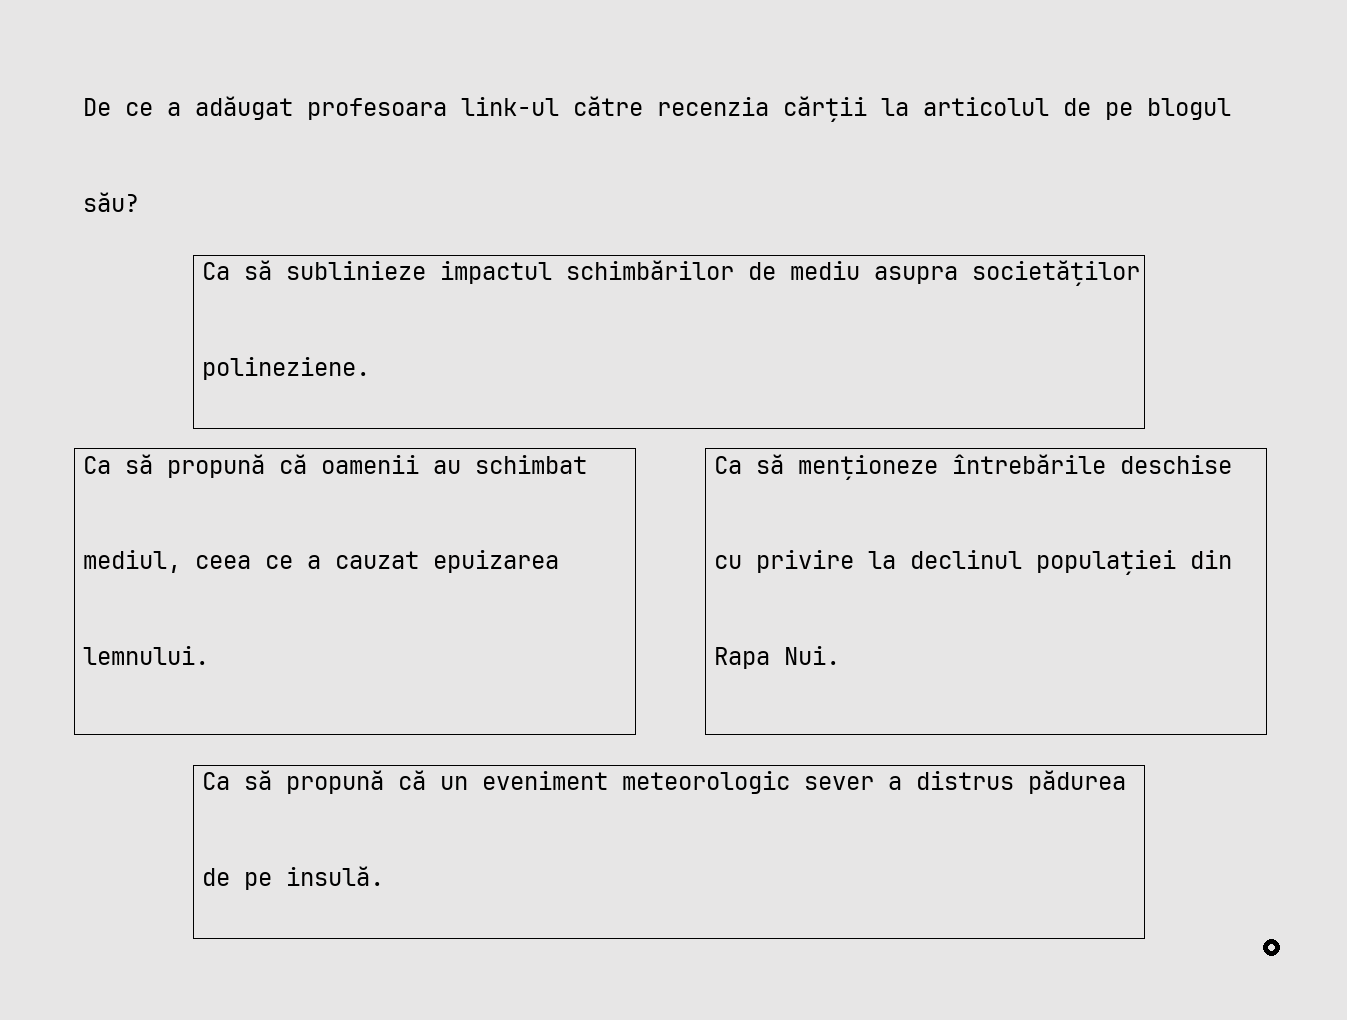 De ce a adăugat profesoara link-ul către recenzia cărții la articolul de pe blogul
său?
Ca să sublinieze impactul schimbărilor de mediu asupra societăților
polineziene.
Ca să propună că oamenii au schimbat
mediul, ceea ce a cauzat epuizarea
lemnului.
Ca să menționeze întrebările deschise
cu privire la declinul populației din
Rapa Nui.
Ca să propună că un eveniment meteorologic sever a distrus pădurea
de pe insulă.